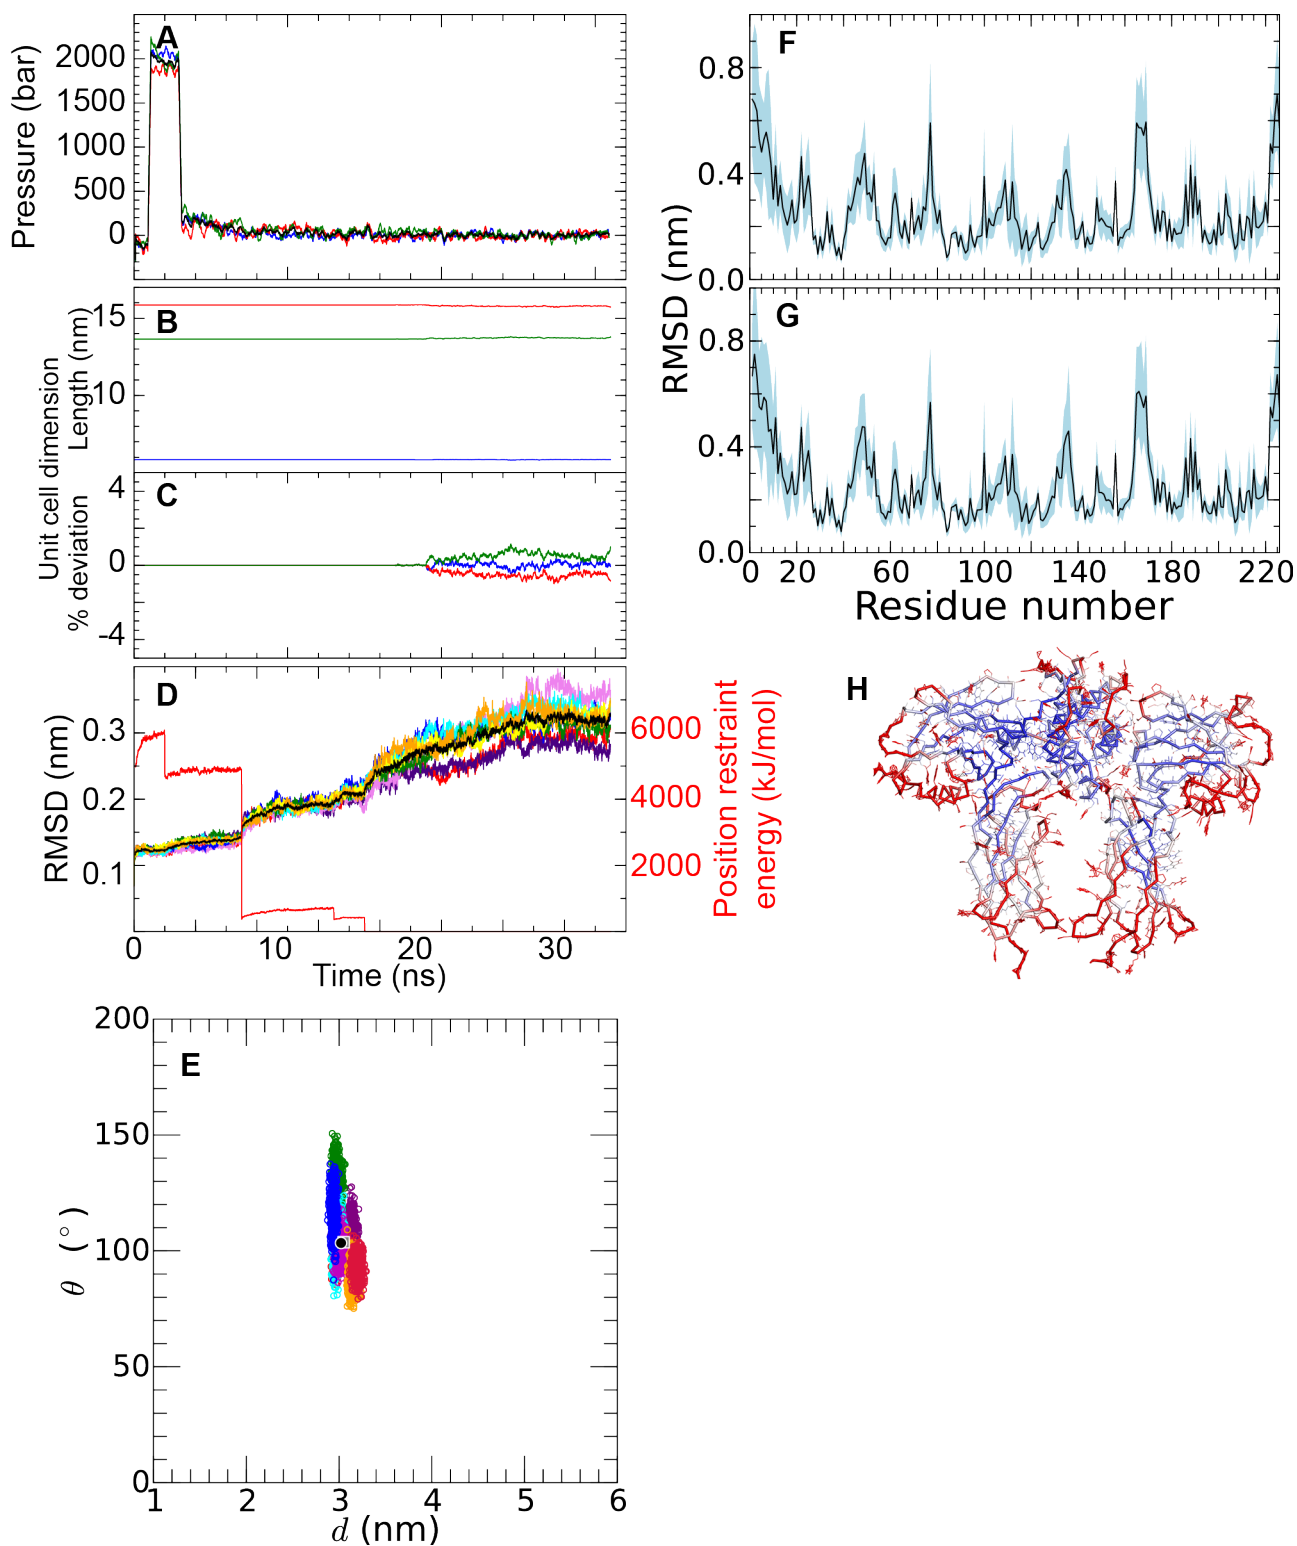 A
Pressure (bar)
2000
1500
1000
500
0
B
Unit cell dimension
Length (nm)
15
10
C
% deviation
4
0
-4
D
RMSD (nm)
0.3
0.2
0.1
6000
4000
2000
Position restraint
energy (kJ/mol)
0 10 20 30
Time (ns)
E
θ (°)
200
150
100
50
0
1 2 3 4 5 6
d (nm)
F
RMSD (nm)
0.8
0.4
0.0
G
0.8
0.4
0.0
0 20 60 100 140 180 220
Residue number
H